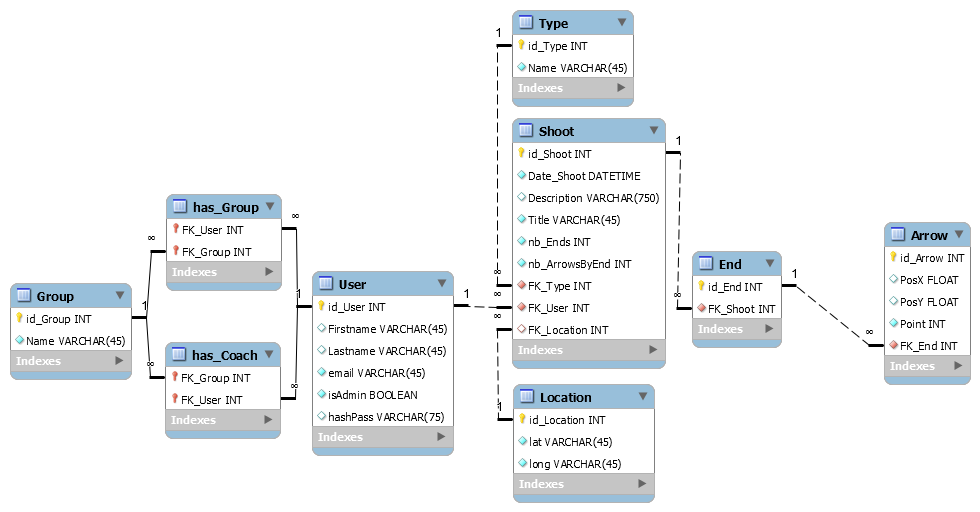 Type
id_Type INT
Name VARCHAR(45)
Indexes
1
Shoot
id_Shoot INT
Date_Shoot DATETIME
Description VARCHAR(750)
Title VARCHAR(45)
nb_Ends INT
nb_ArrowsByEnd INT
FK_Type INT
FK_User INT
FK_Location INT
Indexes
1
∞
∞
∞
has_Group
FK_User INT
FK_Group INT
Indexes
∞
∞
Group
id_Group INT
Name VARCHAR(45)
Indexes
1
has_Coach
FK_Group INT
FK_User INT
Indexes
∞
∞
User
id_User INT
Firstname VARCHAR(45)
Lastname VARCHAR(45)
email VARCHAR(45)
isAdmin BOOLEAN
hashPass VARCHAR(75)
Indexes
1
1
Location
id_Location INT
lat VARCHAR(45)
long VARCHAR(45)
Indexes
1
End
id_End INT
FK_Shoot INT
Indexes
∞
1
Arrow
id_Arrow INT
PosX FLOAT
PosY FLOAT
Point INT
FK_End INT
Indexes
∞